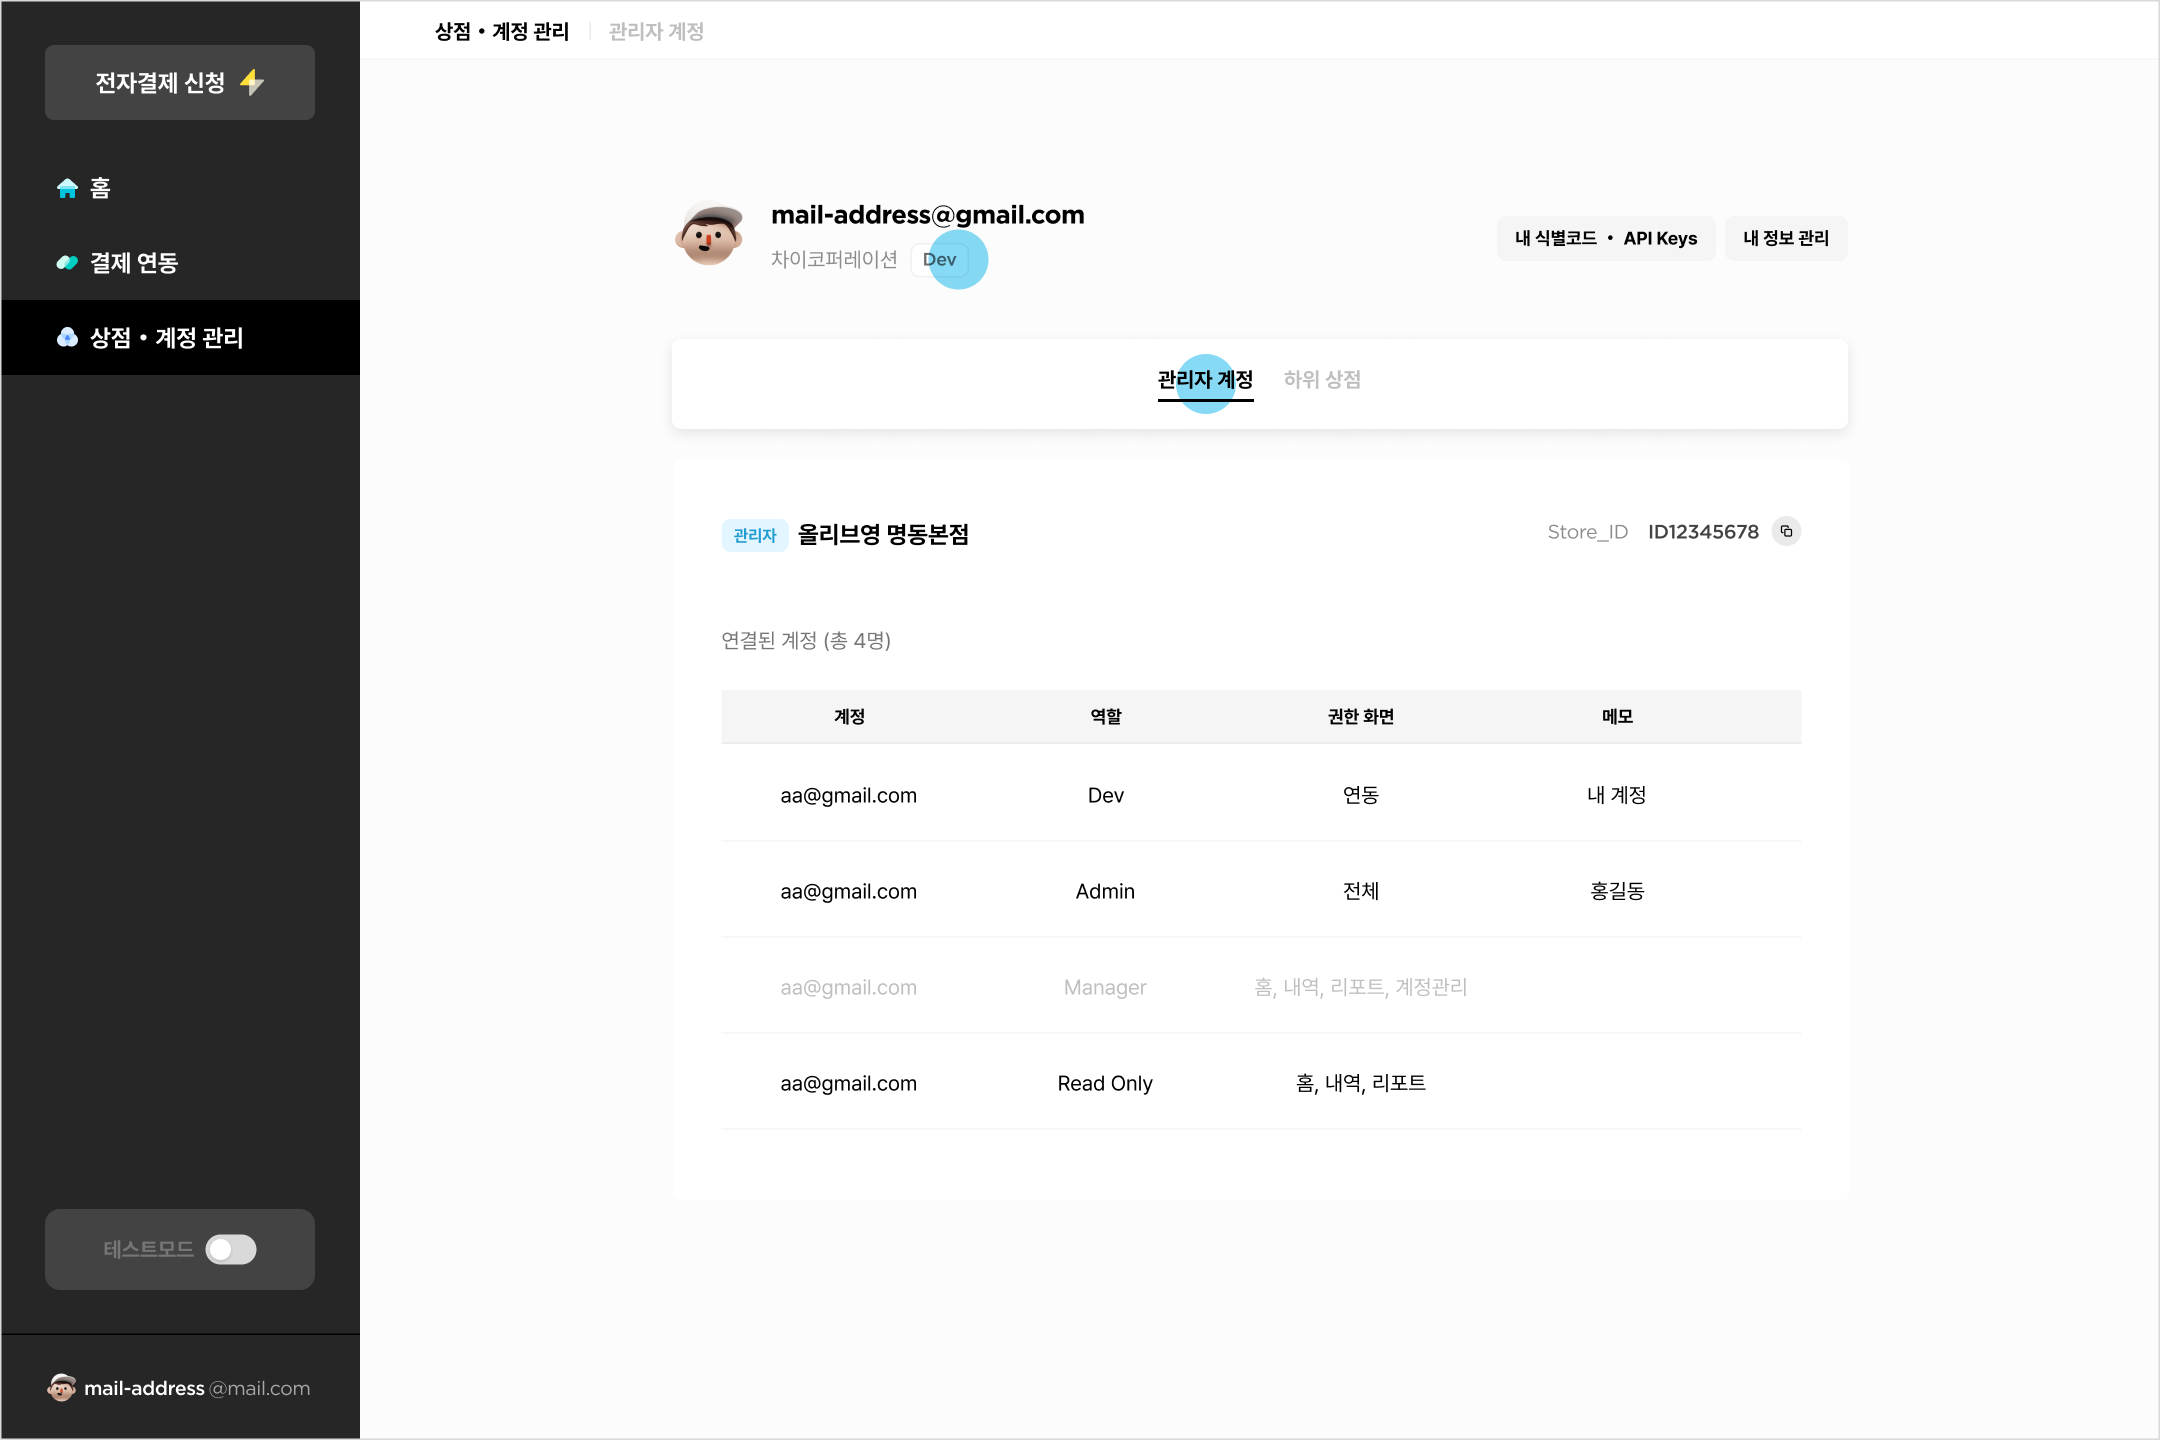 전자결제 신청
홈
결제 연동
상점 • 계정 관리
테스트모드
mail-address @mail.com
상점 • 계정 관리 | 관리자 계정
mail-address@gmail.com
차이코퍼레이션 Dev
내 식별코드 • API Keys 내 정보 관리
관리자 계정 하위 상점
관리자 올리브영 명동본점 Store_ID ID12345678
연결된 계정 (총 4명)
계정 역할 권한 화면 메모
aa@gmail.com Dev 연동 내 계정
aa@gmail.com Admin 전체 홍길동
aa@gmail.com Manager 홈, 내역, 리포트, 계정관리
aa@gmail.com Read Only 홈, 내역, 리포트